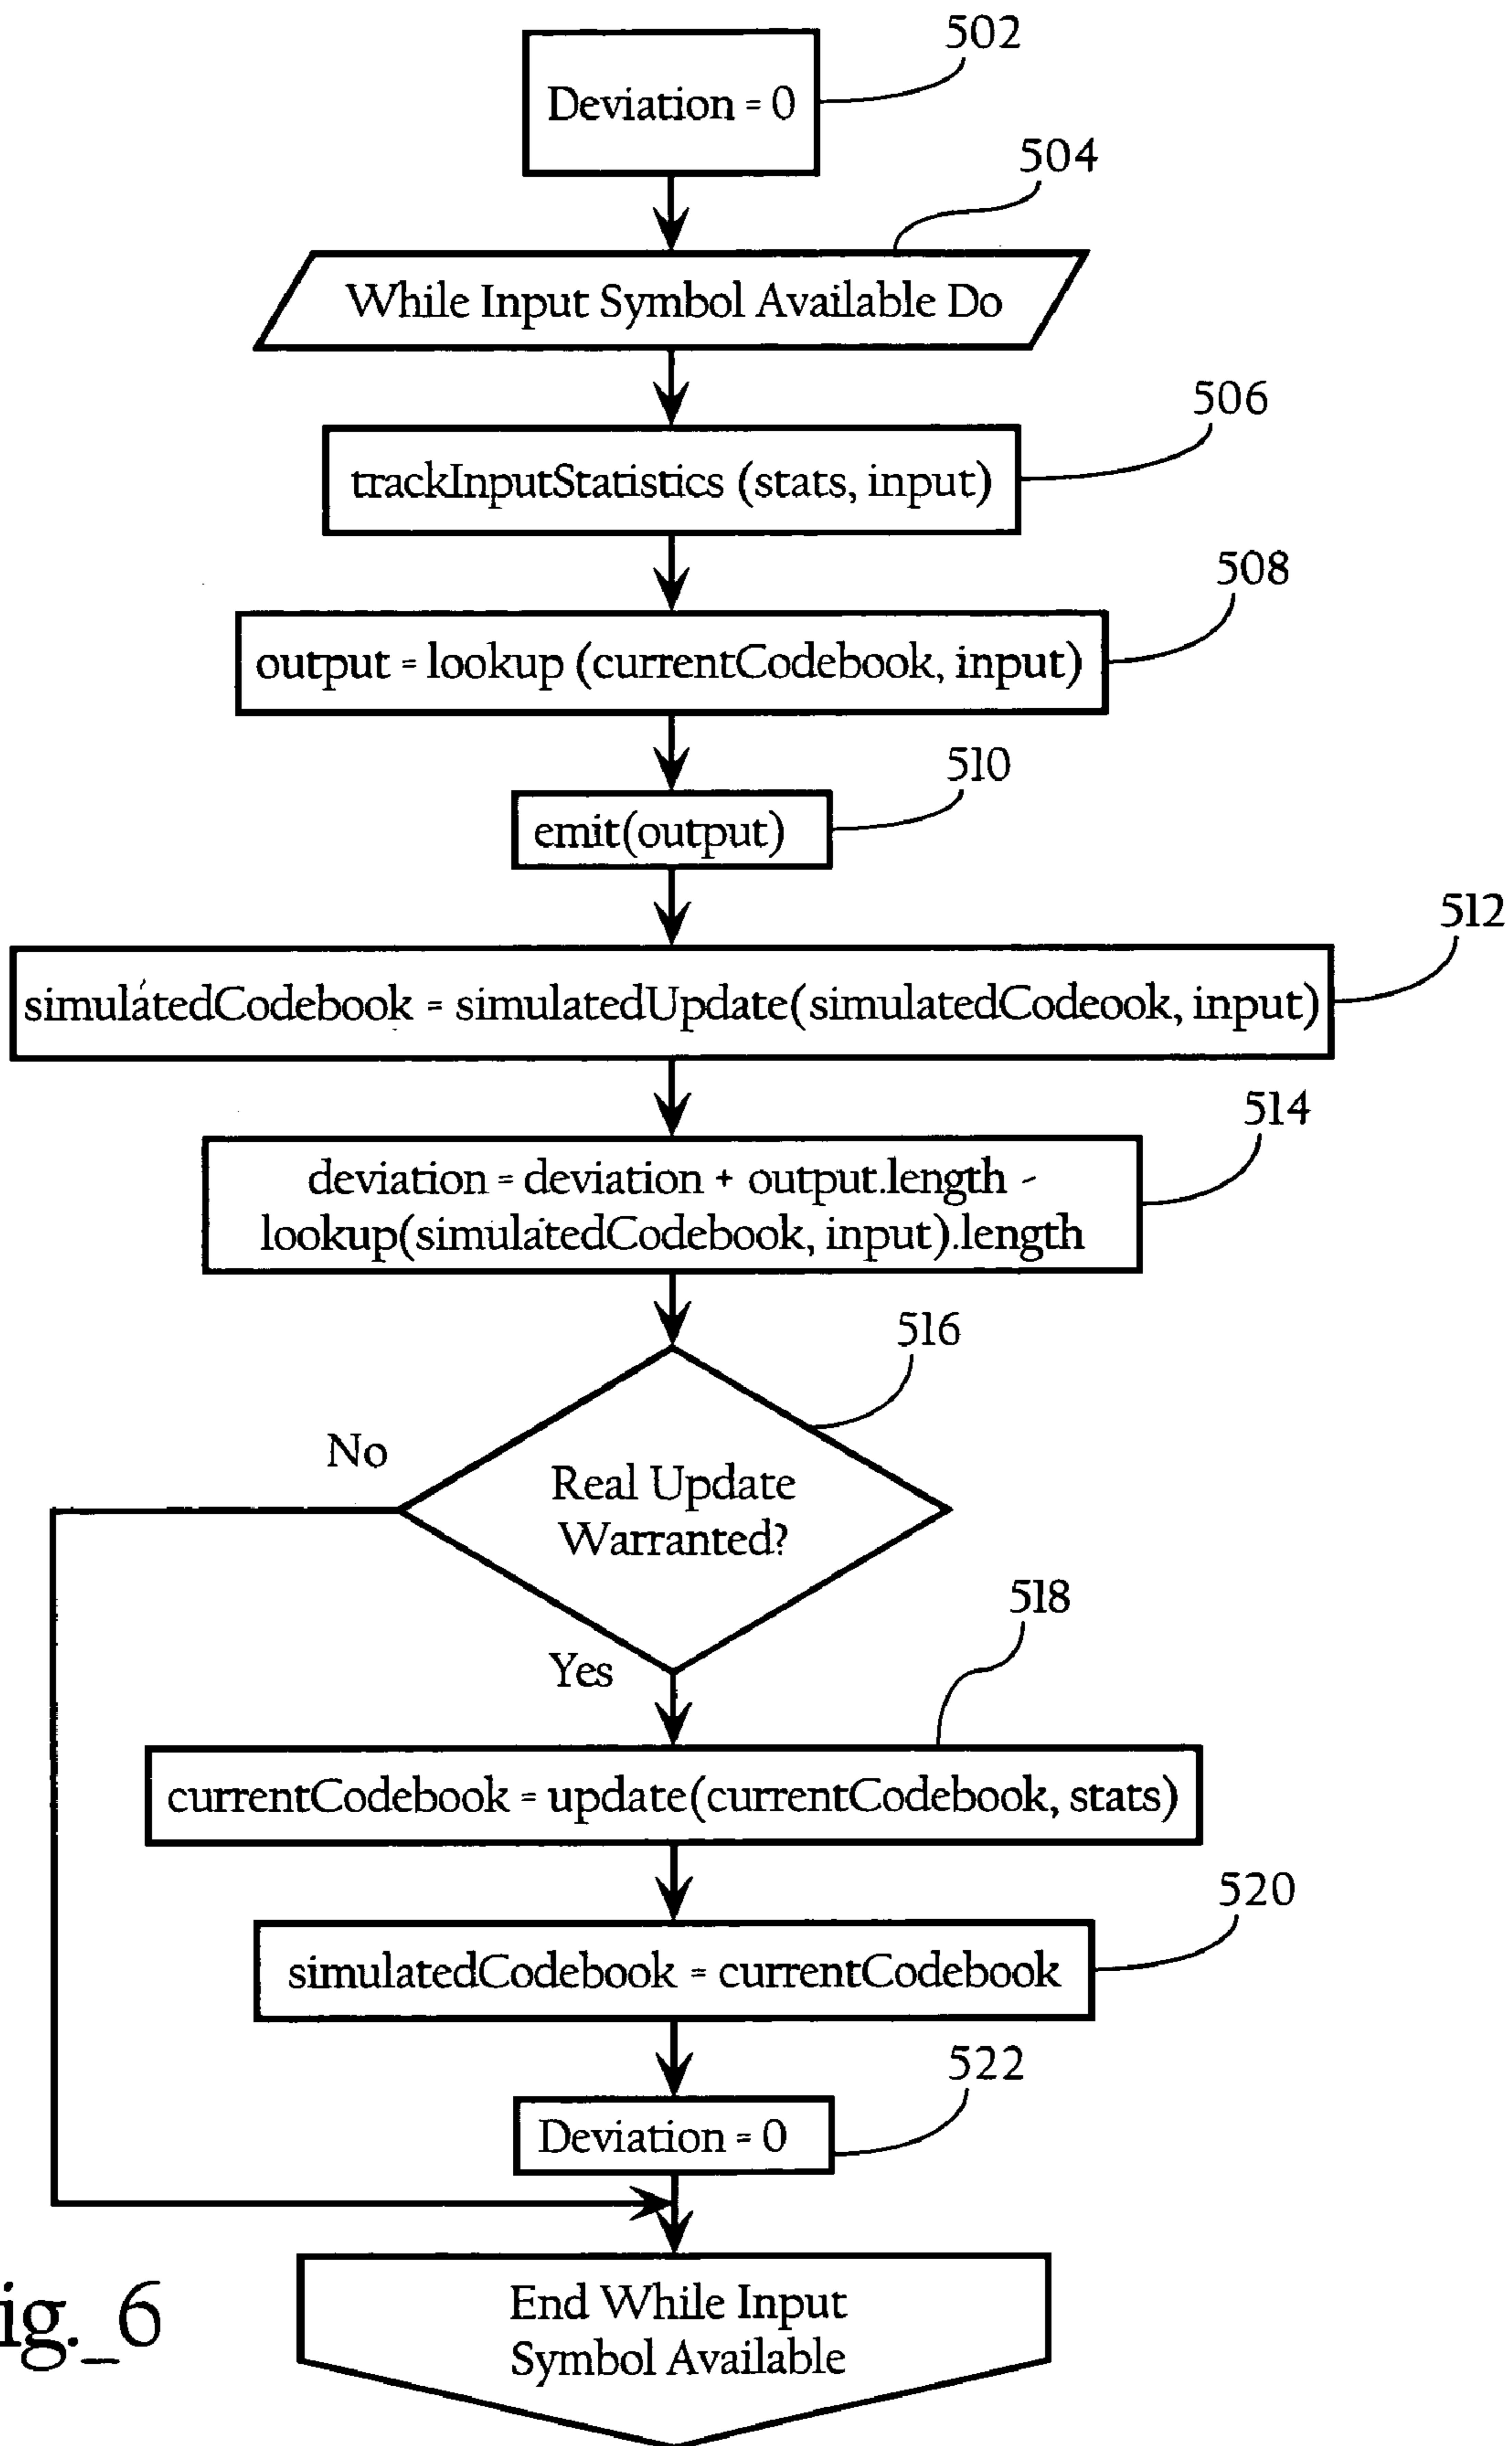 502
Deviation = 0
504
While Input Symbol Available Do
506
trackInputStatistics (stats, input)
508
output = lookup (currentCodebook, input)
510
emit(output)
512
simulatedCodebook = simulatedUpdate(simulatedCodeook, input)
514
deviation = deviation + output.length -
lookup(simulatedCodebook, input).length
516
No
Real Update
Warranted?
518
Yes
currentCodebook = update(currentCodebook, stats)
520
simulatedCodebook = currentCodebook
522
Deviation = 0
End While Input
Symbol Available
ig._6